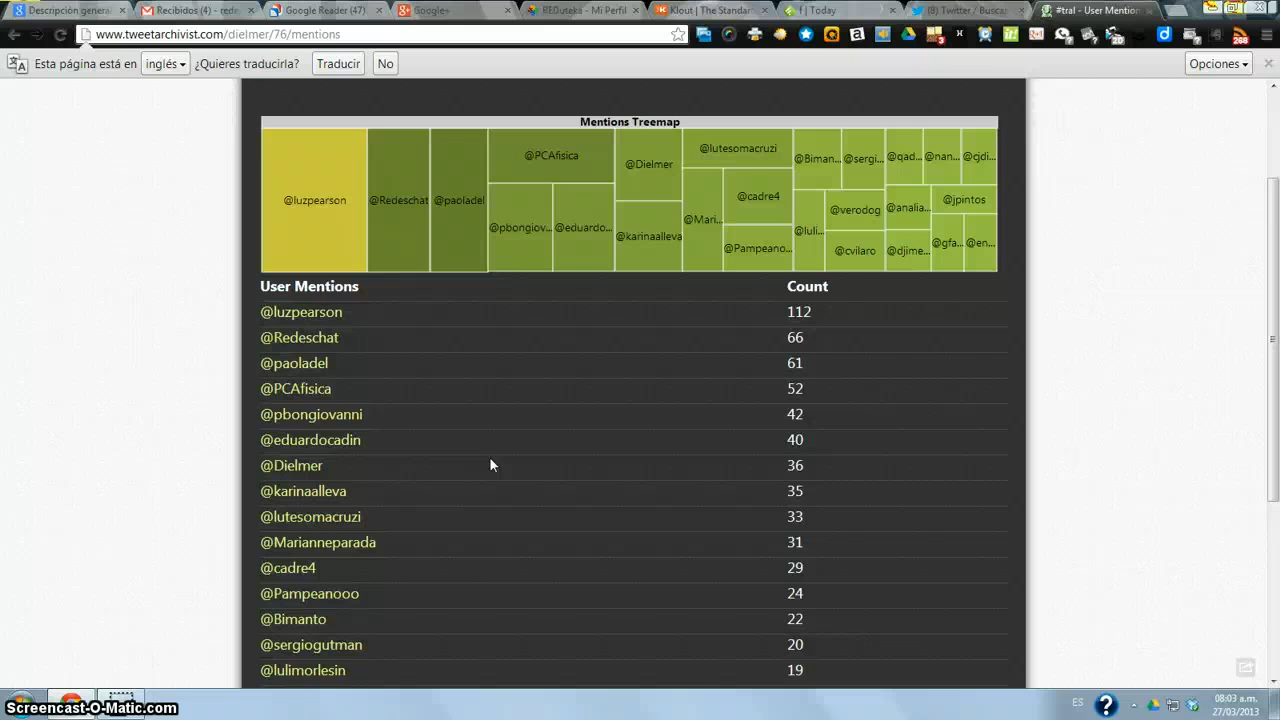 Descripción genera
Recibidos (4) - redm
Google Reader (47)
Google+
REGuteka - Mi Perfil
Klout | The Standar
f | Today
(8) Twitter / Busca
#tral - User Mention
www.tweetarchivist.com/dielmer/76/mentions
Esta página está en inglés ¿Quieres traducirla? Traducir No Opciones
Mentions Treemap
@luzpearson
@Redeschat
@paoladel
@PCAfisica
@pbongiov...
@eduardo...
@Dielmer
@karinaalleva
@lutesomacruzi
@Mari...
@cadre4
@Pampeano...
@Biman...
@sergi...
@luli...
@verodog
@cvilaro
@qad...
@nan...
@cjdi...
@analia...
@jpintos
@djime...
@gfa...
@en...
User Mentions Count
@luzpearson 112
@Redeschat 66
@paoladel 61
@PCAfisica 52
@pbongiovanni 42
@eduardocadin 40
@Dielmer 36
@karinaalleva 35
@lutesomacruzi 33
@Marianneparada 31
@cadre4 29
@Pampeanooo 24
@Bimanto 22
@sergiogutman 20
@lulimorlesin 19
Screencast-O-Matic.com
ES
08:03 a.m.
27/03/2013